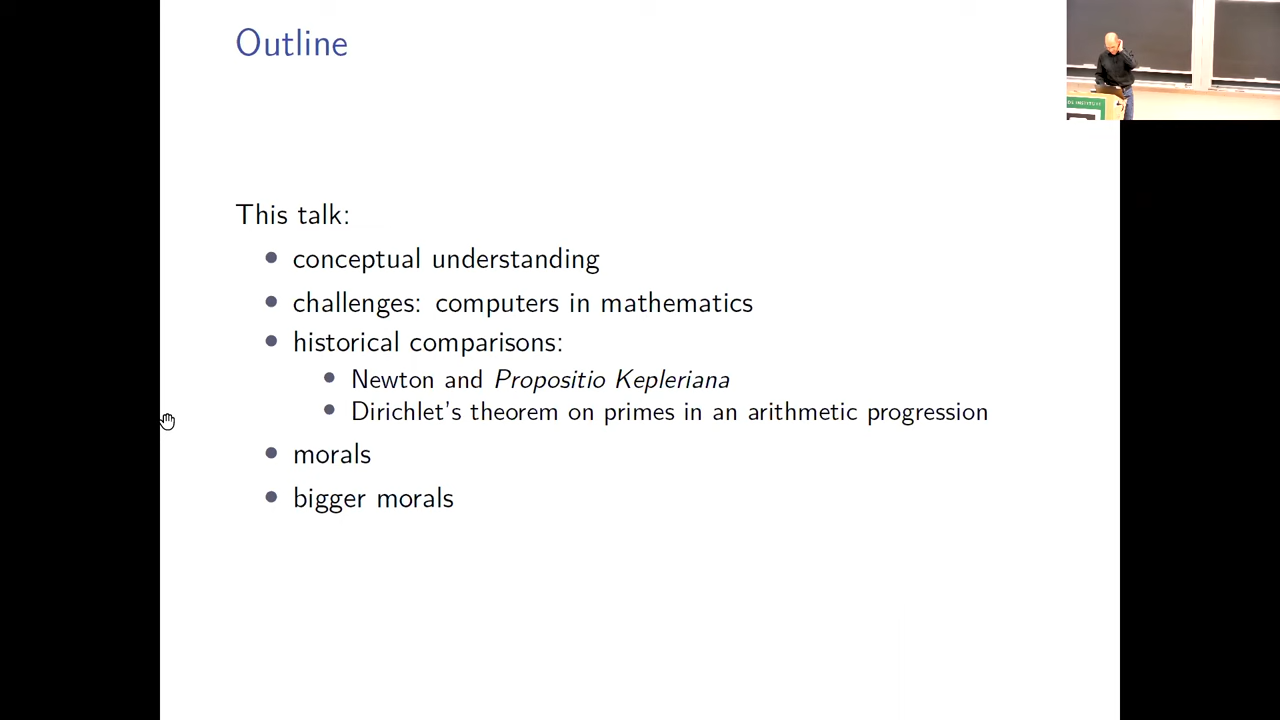 Outline
This talk:
• conceptual understanding
• challenges: computers in mathematics
• historical comparisons:
• Newton and Propositio Kepleriana
• Dirichlet's theorem on primes in an arithmetic progression
• morals
• bigger morals
INSTITUTE